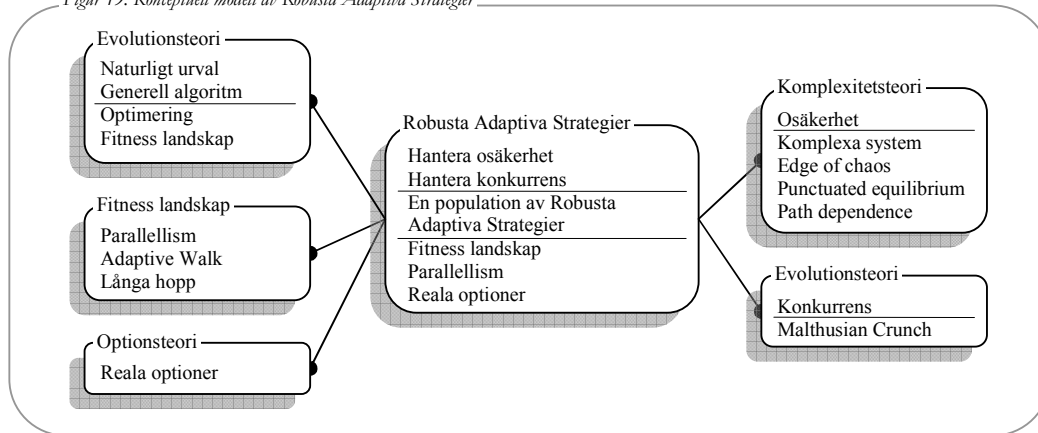 Figur 19. Konceptuell modell av Robusta Adaptiva Strategier
Evolutionsteori
Naturligt urval
Generell algoritm
Optimering
Fitness landskap
Fitness landskap
Parallellism
Adaptive Walk
Långa hopp
Optionsteori
Reala optioner
Robusta Adaptiva Strategier
Hantera osäkerhet
Hantera konkurrens
En population av Robusta
Adaptiva Strategier
Fitness landskap
Parallellism
Reala optioner
Komplexitetsteori
Osäkerhet
Komplexa system
Edge of chaos
Punctuated equilibrium
Path dependence
Evolutionsteori
Konkurrens
Malthusian Crunch